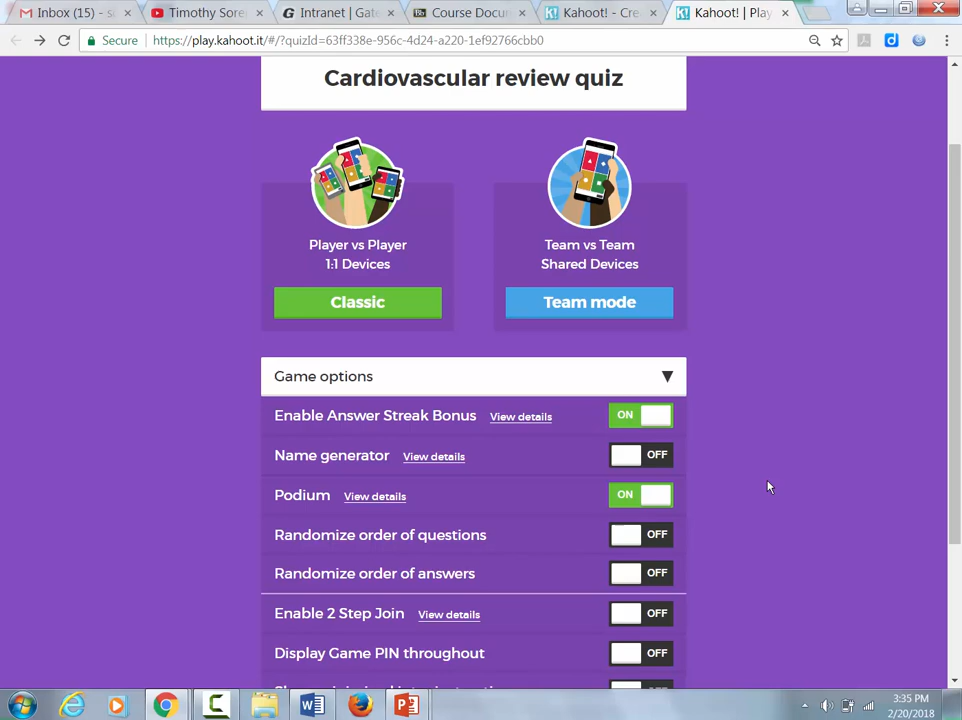 Inbox (15) - s
Timothy Sore
Intranet | Gate
Course Docu
Kahoot! - Cre
Kahoot! | Play
Secure
https://play.kahoot.it/#/?quizId=63ff338e-956c-4d24-a220-1ef92766cbb0
Cardiovascular review quiz
Player vs Player
1:1 Devices
Classic
Team vs Team
Shared Devices
Team mode
Game options
Enable Answer Streak Bonus View details ON
Name generator View details OFF
Podium View details ON
Randomize order of questions OFF
Randomize order of answers OFF
Enable 2 Step Join View details OFF
Display Game PIN throughout OFF
3:35 PM
2/20/2018